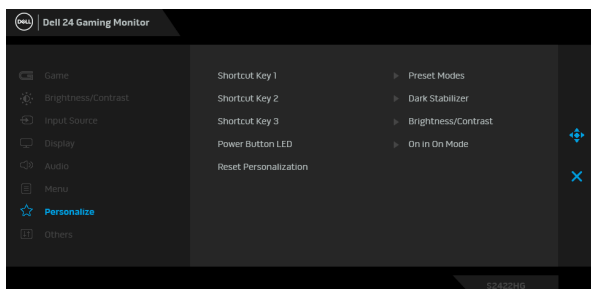 DELL Dell 24 Gaming Monitor
Game
Shortcut Key 1 Preset Modes
Brightness/Contrast
Shortcut Key 2 Dark Stabilizer
Input Source
Shortcut Key 3 Brightness/Contrast
Display
Power Button LED On in On Mode
Audio
Reset Personalization
Menu
Personalize
Others
S2422HG